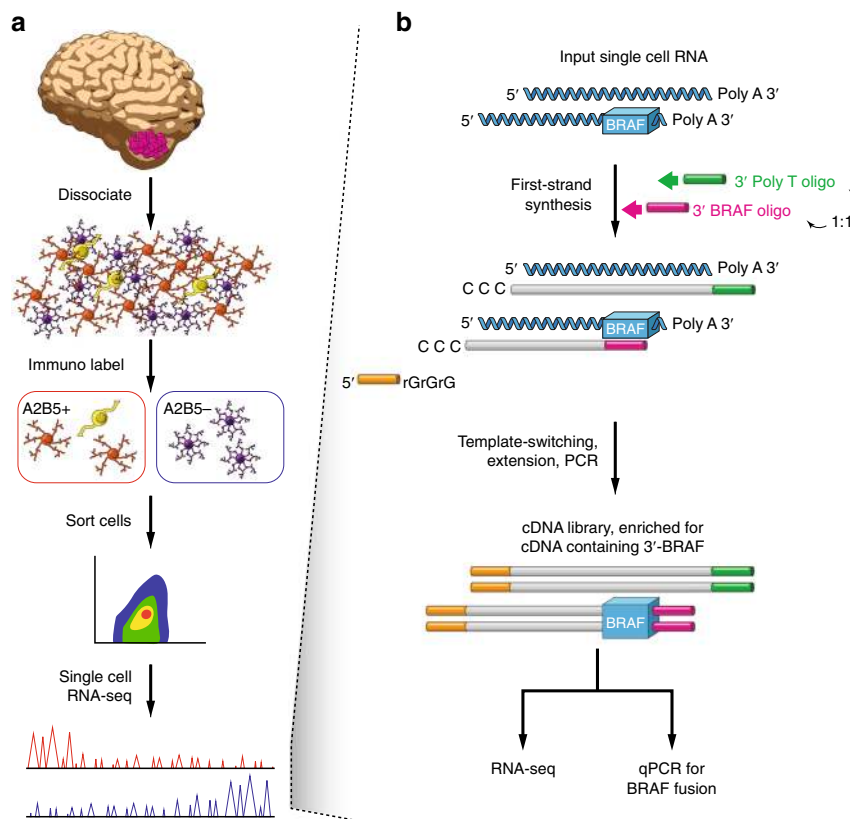 a
Dissociate
Immuno label
A2B5+
A2B5–
Sort cells
Single cell
RNA-seq
b
Input single cell RNA
5′ Poly A 3′
5′ BRAF Poly A 3′
First-strand
synthesis
3′ Poly T oligo
3′ BRAF oligo
1:1
5′ Poly A 3′
C C C
5′ BRAF Poly A 3′
C C C
5′ rGrGrG
Template-switching,
extension, PCR
cDNA library, enriched for
cDNA containing 3′-BRAF
BRAF
RNA-seq
qPCR for
BRAF fusion